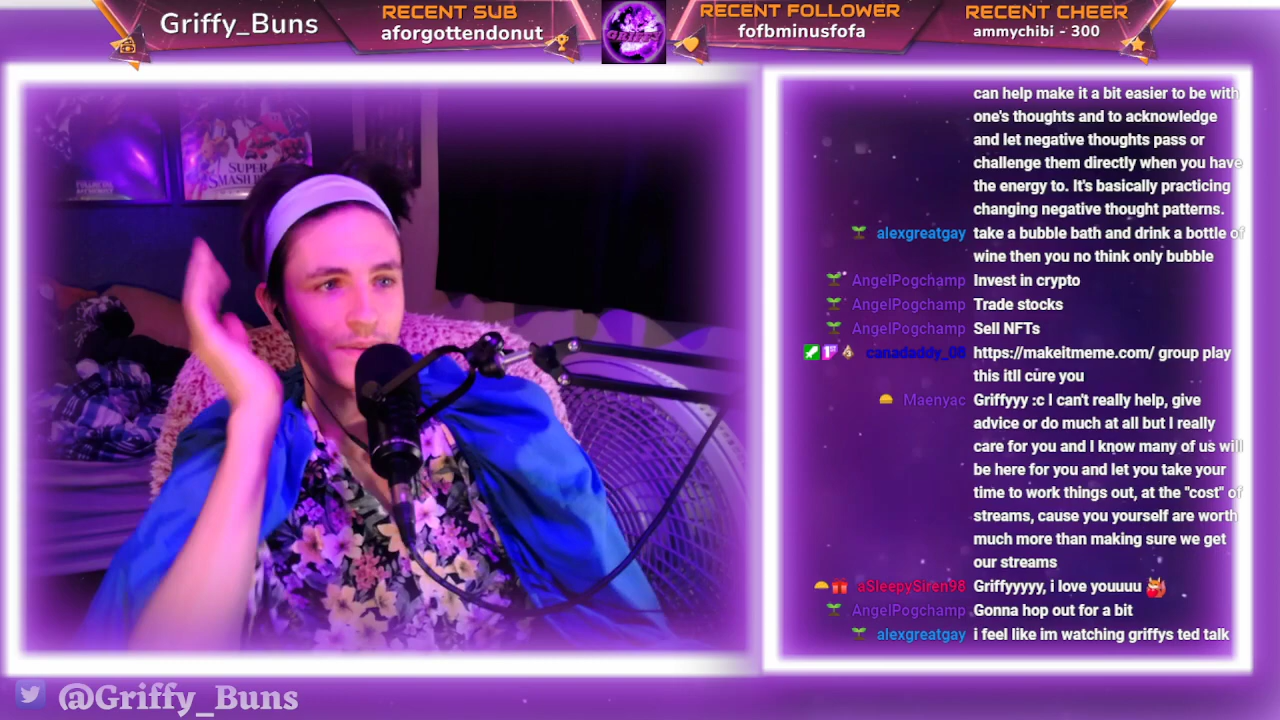 Griffy_Buns
RECENT SUB
aforgottendonut
RECENT FOLLOWER
fofbminusfofa
RECENT CHEER
ammychibi - 300
SUPER
can help make it a bit easier to be with
one's thoughts and to acknowledge
and let negative thoughts pass or
challenge them directly when you have
the energy to. It's basically practicing
changing negative thought patterns.
alexgreatgay take a bubble bath and drink a bottle of
wine then you no think only bubble
AngelPogchamp Invest in crypto
AngelPogchamp Trade stocks
AngelPogchamp Sell NFTs
canadaddy_08 https://makeitmeme.com/ group play
this itll cure you
Maenyac Griffyyy :c I can't really help, give
advice or do much at all but I really
care for you and I know many of us will
be here for you and let you take your
time to work things out, at the "cost" of
streams, cause you yourself are worth
much more than making sure we get
our streams
aSleepySiren98 Griffyyyyy, i love youuuu
AngelPogchamp Gonna hop out for a bit
alexgreatgay i feel like im watching griffys ted talk
@Griffy_Buns